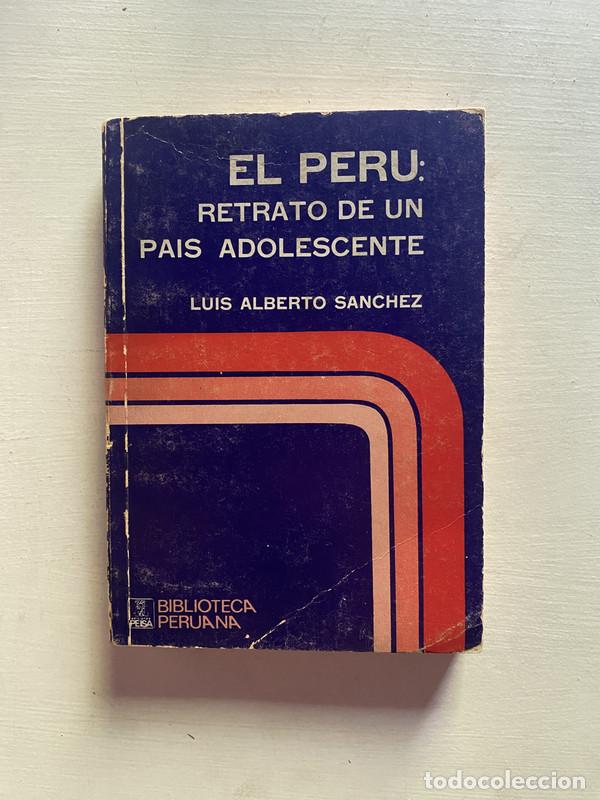 EL PERU:
RETRATO DE UN
PAIS ADOLESCENTE
LUIS ALBERTO SANCHEZ
PEISA
BIBLIOTECA
PERUANA
todocoleccion